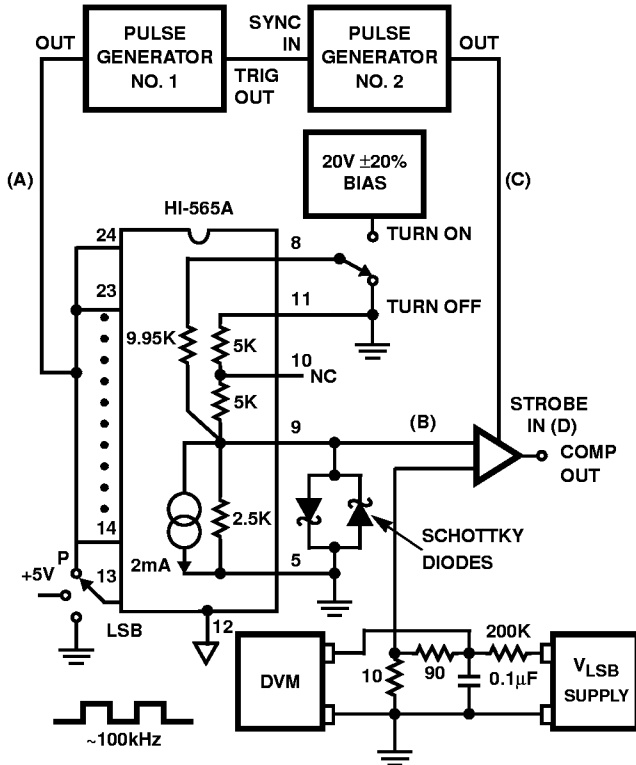 OUT
PULSE
GENERATOR
NO. 1
TRIG
OUT
SYNC
IN
PULSE
GENERATOR
NO. 2
OUT
(A)
20V ±20%
BIAS
(C)
HI-565A
24
8
TURN ON
23
11
TURN OFF
9.95K
5K
10
NC
5K
9
(B)
STROBE
IN (D)
COMP
OUT
14
2.5K
SCHOTTKY
DIODES
P
+5V
13
2mA
5
LSB
12
DVM
10
90
200K
0.1µF
VLSB
SUPPLY
~100kHz